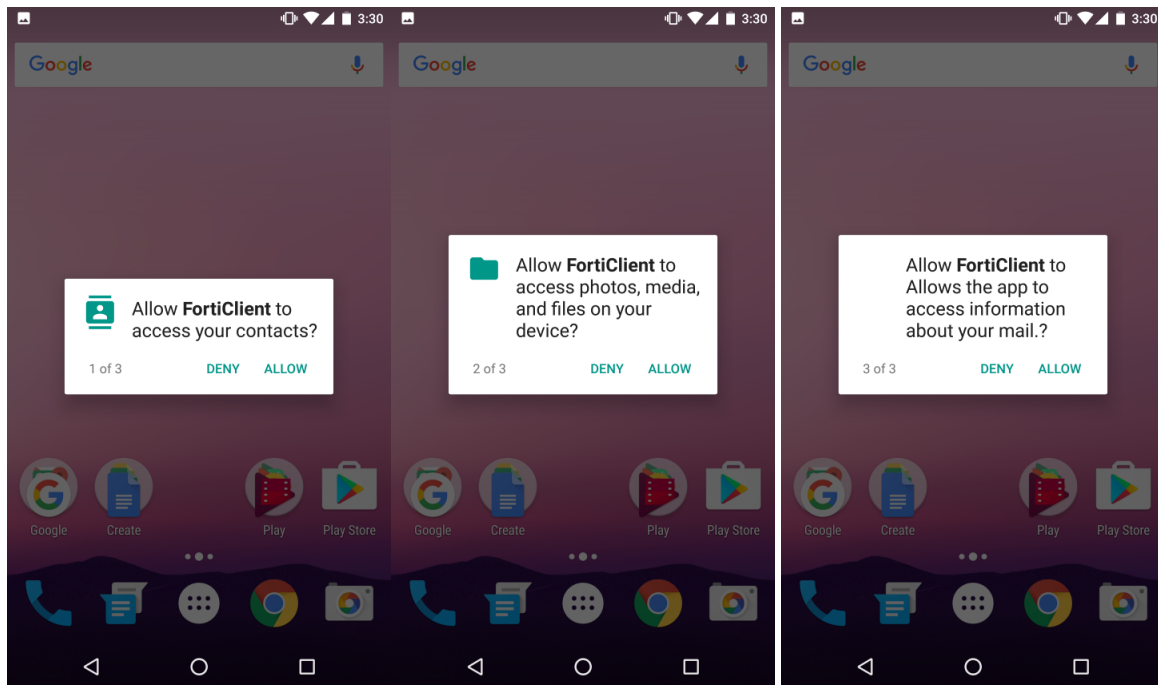 3:30
Google
Allow FortiClient to
access your contacts?
1 of 3
DENY
ALLOW
Google
Create
Play
Play Store
3:30
Google
Allow FortiClient to
access photos, media,
and files on your
device?
2 of 3
DENY
ALLOW
Google
Create
Play
Play Store
3:30
Google
Allow FortiClient to
Allows the app to
access information
about your mail.?
3 of 3
DENY
ALLOW
Google
Create
Play
Play Store